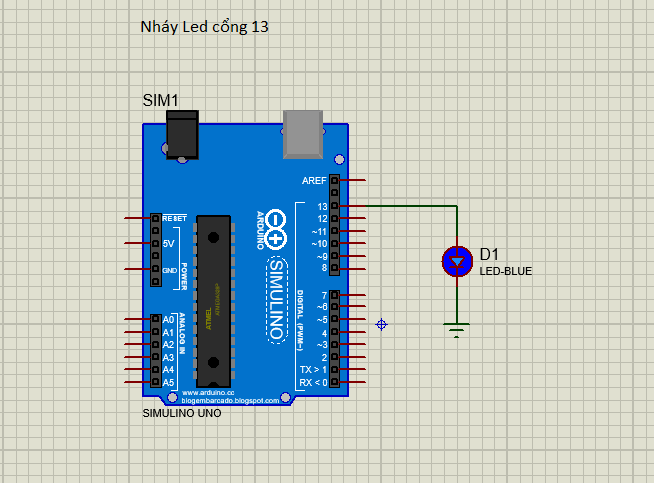 Nháy Led cổng 13
SIM1
AREF
13
12
~11
~10
~9
8
7
~6
~5
4
~3
2
TX > 1
RX < 0
RESET
5V
GND
POWER
A0
A1
A2
A3
A4
A5
ANALOG IN
ATMEL
ARDUINO
SIMULINO
DIGITAL (PWM~)
www.arduino.cc
blogembarcado.blogspot.com
SIMULINO UNO
D1
LED-BLUE